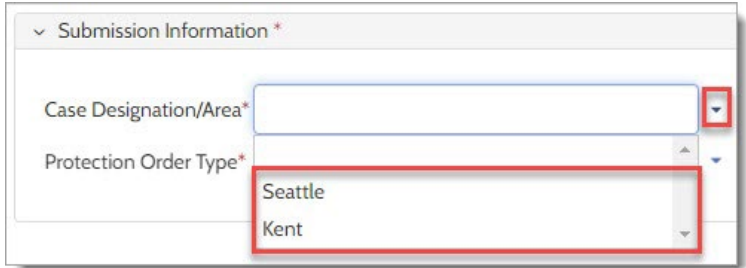 Submission Information *
Case Designation/Area*
Protection Order Type*
Seattle
Kent